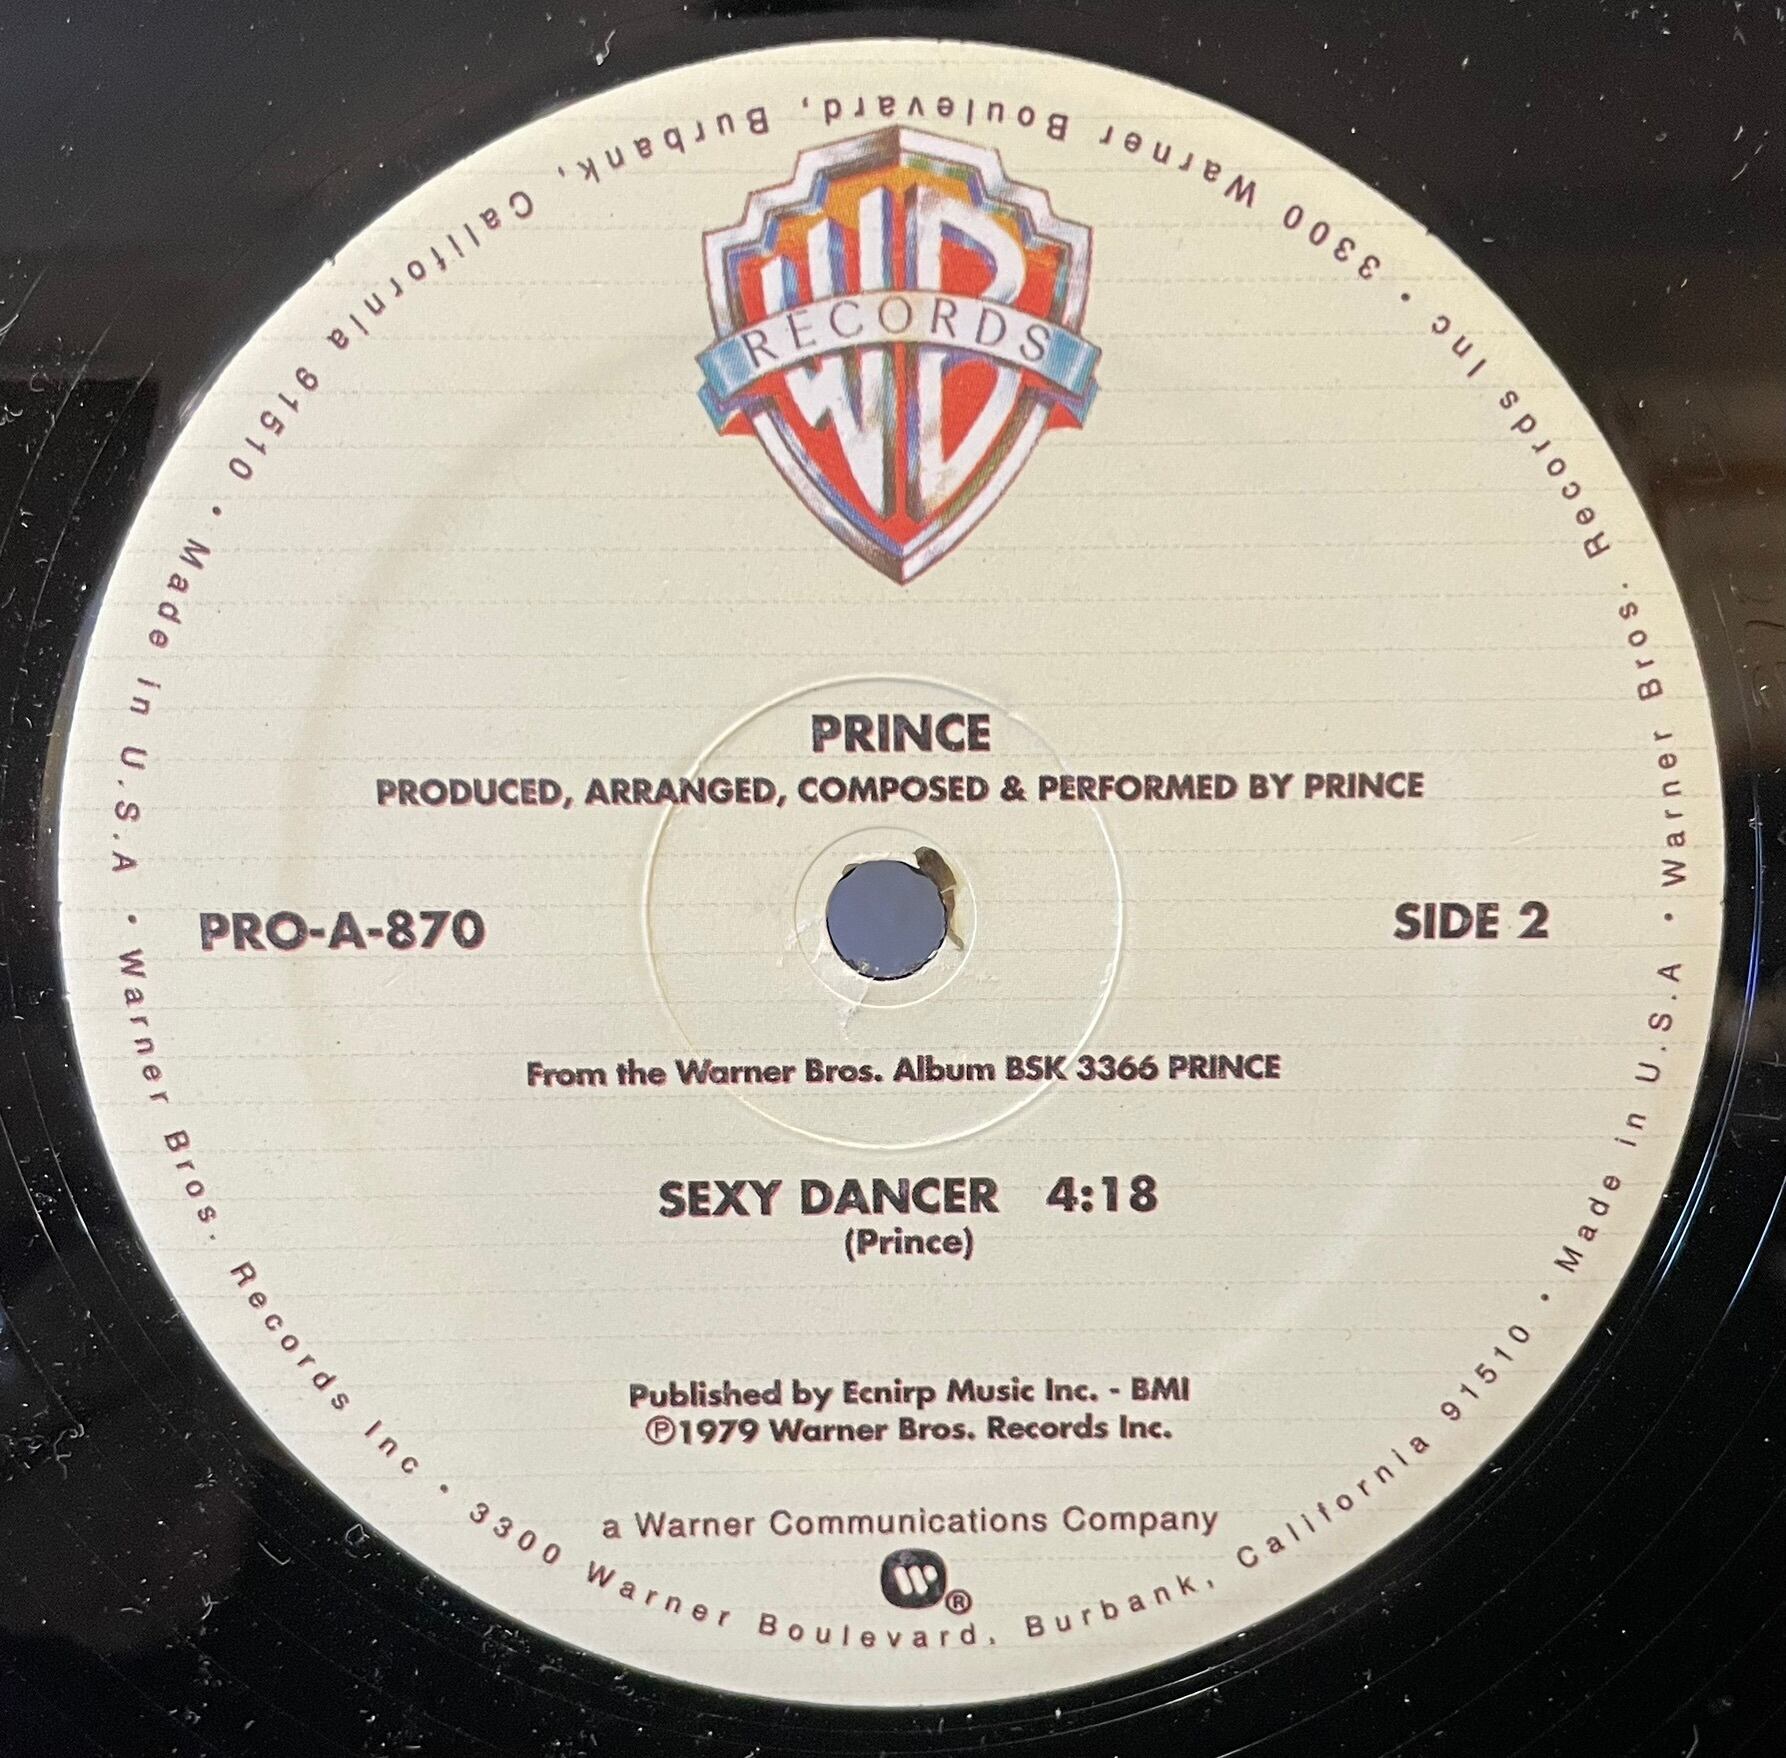 WB
RECORDS
PRINCE
PRODUCED, ARRANGED, COMPOSED & PERFORMED BY PRINCE
PRO-A-870
SIDE 2
From the Warner Bros. Album BSK 3366 PRINCE
SEXY DANCER 4:18
(Prince)
Published by Ecnirp Music Inc. - BMI
℗1979 Warner Bros. Records Inc.
a Warner Communications Company
®
Warner Bros. Records Inc • 3300 Warner Boulevard, Burbank, California 91510 • Made in U.S.A •
Warner Bros. Records Inc • 3300 Warner Boulevard, Burbank, California 91510 • Made in U.S.A •